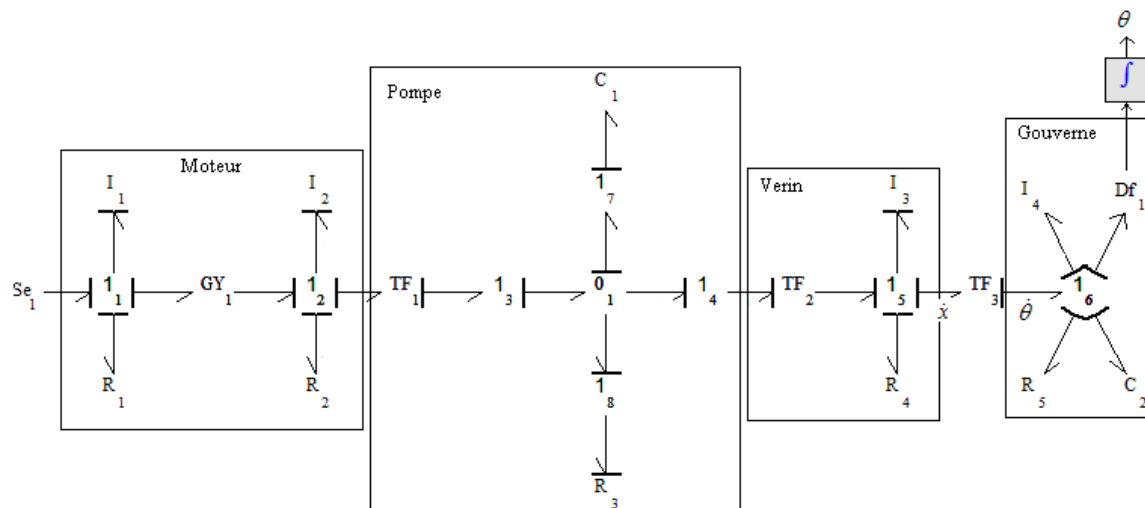 θ
∫
Gouverne
Pompe
C1
Moteur
Verin
I1
I2
17
I3
I4
Df1
Se1
11
GY1
12
TF1
13
01
14
TF2
15
ẋ
TF3
θ̇
16
R1
R2
18
R4
R5
C2
R3